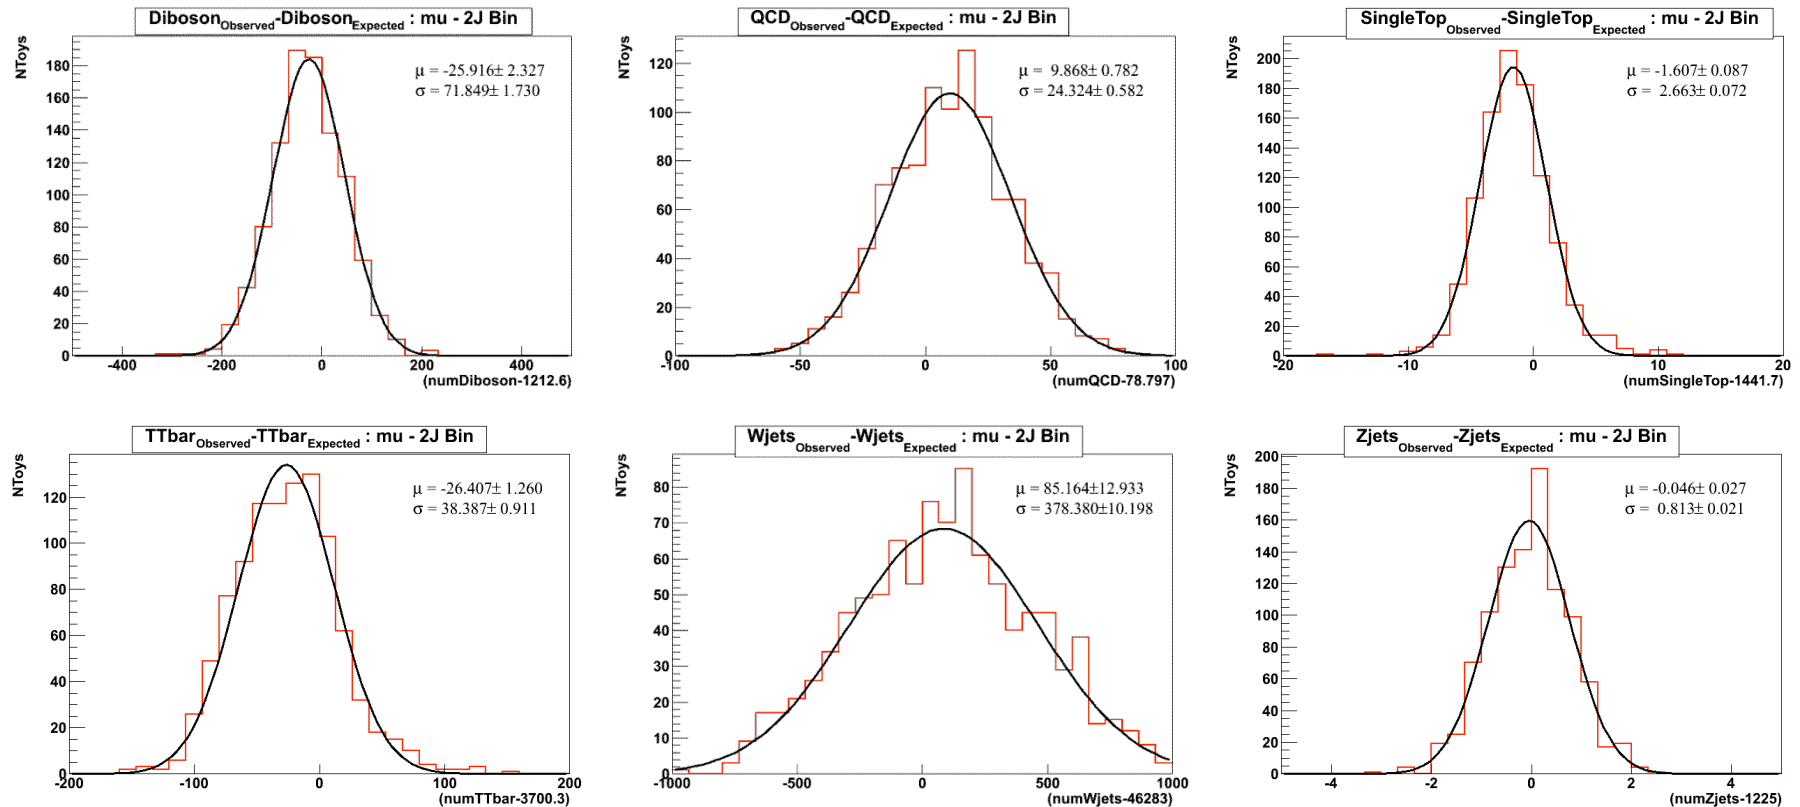 Diboson_Observed-Diboson_Expected : mu - 2J Bin
NToys
μ = -25.916± 2.327
σ = 71.849± 1.730
180
160
140
120
100
80
60
40
20
0
-400 -200 0 200 400
(numDiboson-1212.6)
QCD_Observed-QCD_Expected : mu - 2J Bin
NToys
μ = 9.868± 0.782
σ = 24.324± 0.582
120
100
80
60
40
20
0
-100 -50 0 50 100
(numQCD-78.797)
SingleTop_Observed-SingleTop_Expected : mu - 2J Bin
NToys
μ = -1.607± 0.087
σ = 2.663± 0.072
200
180
160
140
120
100
80
60
40
20
0
-20 -10 0 10 20
(numSingleTop-1441.7)
TTbar_Observed-TTbar_Expected : mu - 2J Bin
NToys
μ = -26.407± 1.260
σ = 38.387± 0.911
120
100
80
60
40
20
0
-200 -100 0 100 200
(numTTbar-3700.3)
Wjets_Observed-Wjets_Expected : mu - 2J Bin
NToys
μ = 85.164±12.933
σ = 378.380±10.198
80
70
60
50
40
30
20
10
0
-1000 -500 0 500 1000
(numWjets-46283)
Zjets_Observed-Zjets_Expected : mu - 2J Bin
NToys
μ = -0.046± 0.027
σ = 0.813± 0.021
200
180
160
140
120
100
80
60
40
20
0
-4 -2 0 2 4
(numZjets-1225)